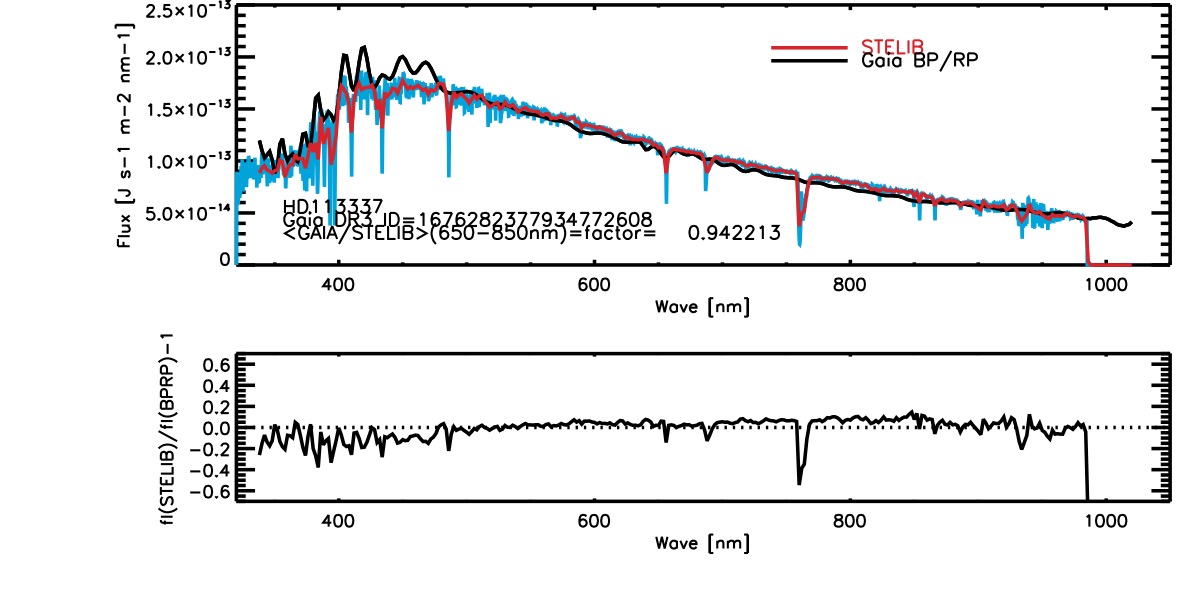 2.5×10−13
2.0×10−13
1.5×10−13
1.0×10−13
5.0×10−14
0
Flux [J s−1 m−2 nm−1]
STELIB
Gaia BP/RP
HD113337
Gaia DR3 ID=1676282377934772608
<GAIA/STELIB>(650−850nm)=factor= 0.942213
400 600 800 1000
Wave [nm]
0.6
0.4
0.2
0.0
−0.2
−0.4
−0.6
fl(STELIB)/fl(BPRP)−1
400 600 800 1000
Wave [nm]